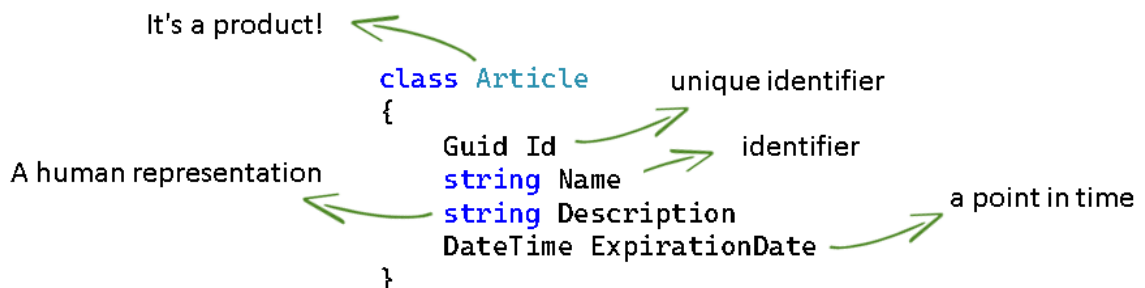 It's a product!
class Article
unique identifier
{
Guid Id
identifier
A human representation
string Name
string Description
a point in time
DateTime ExpirationDate
}